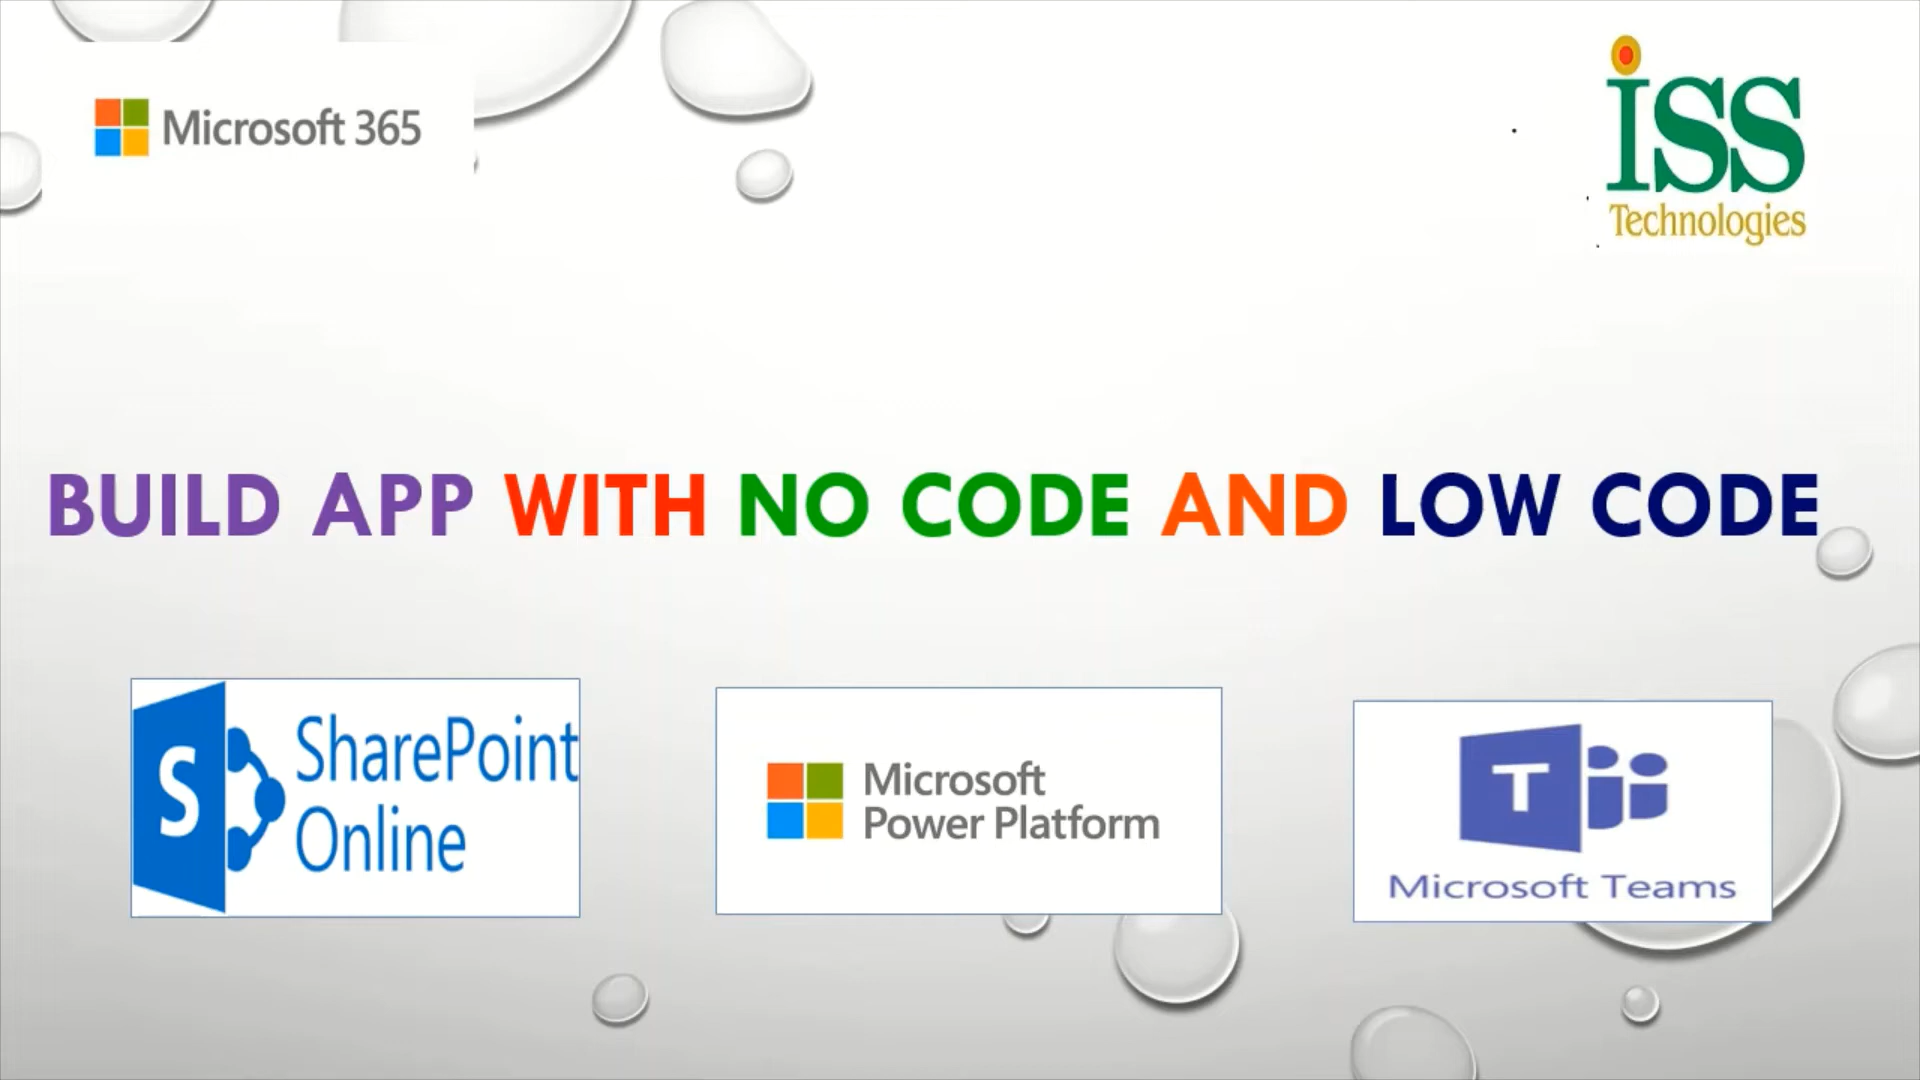 Microsoft 365
iSS
Technologies
BUILD APP WITH NO CODE AND LOW CODE
S
SharePoint
Online
Microsoft
Power Platform
T
Microsoft Teams